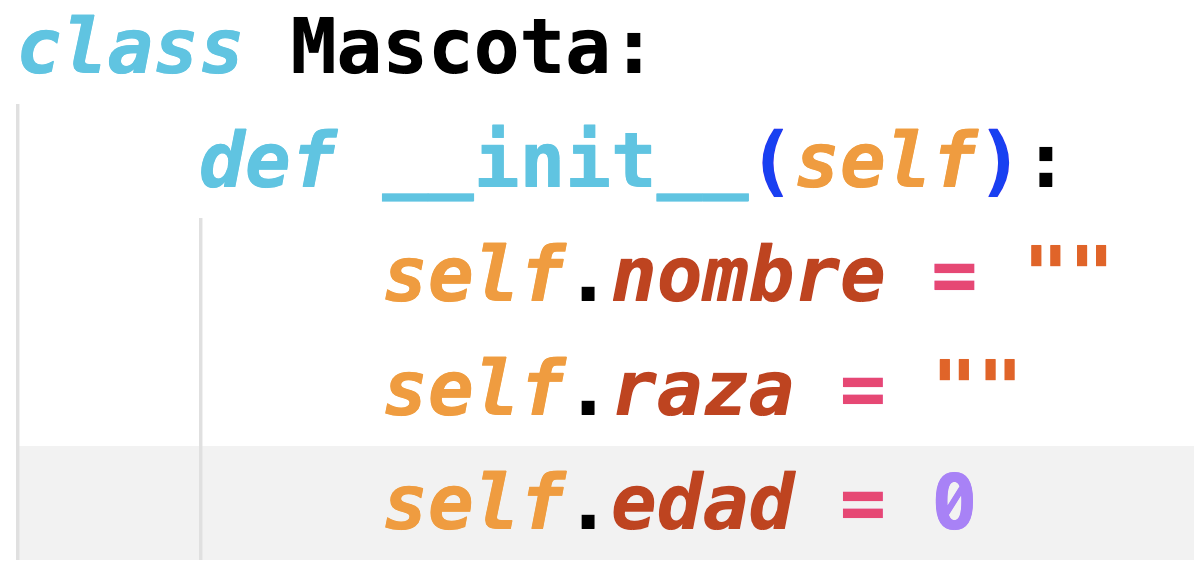 class Mascota:
    def __init__(self):
        self.nombre = ""
        self.raza = ""
        self.edad = 0